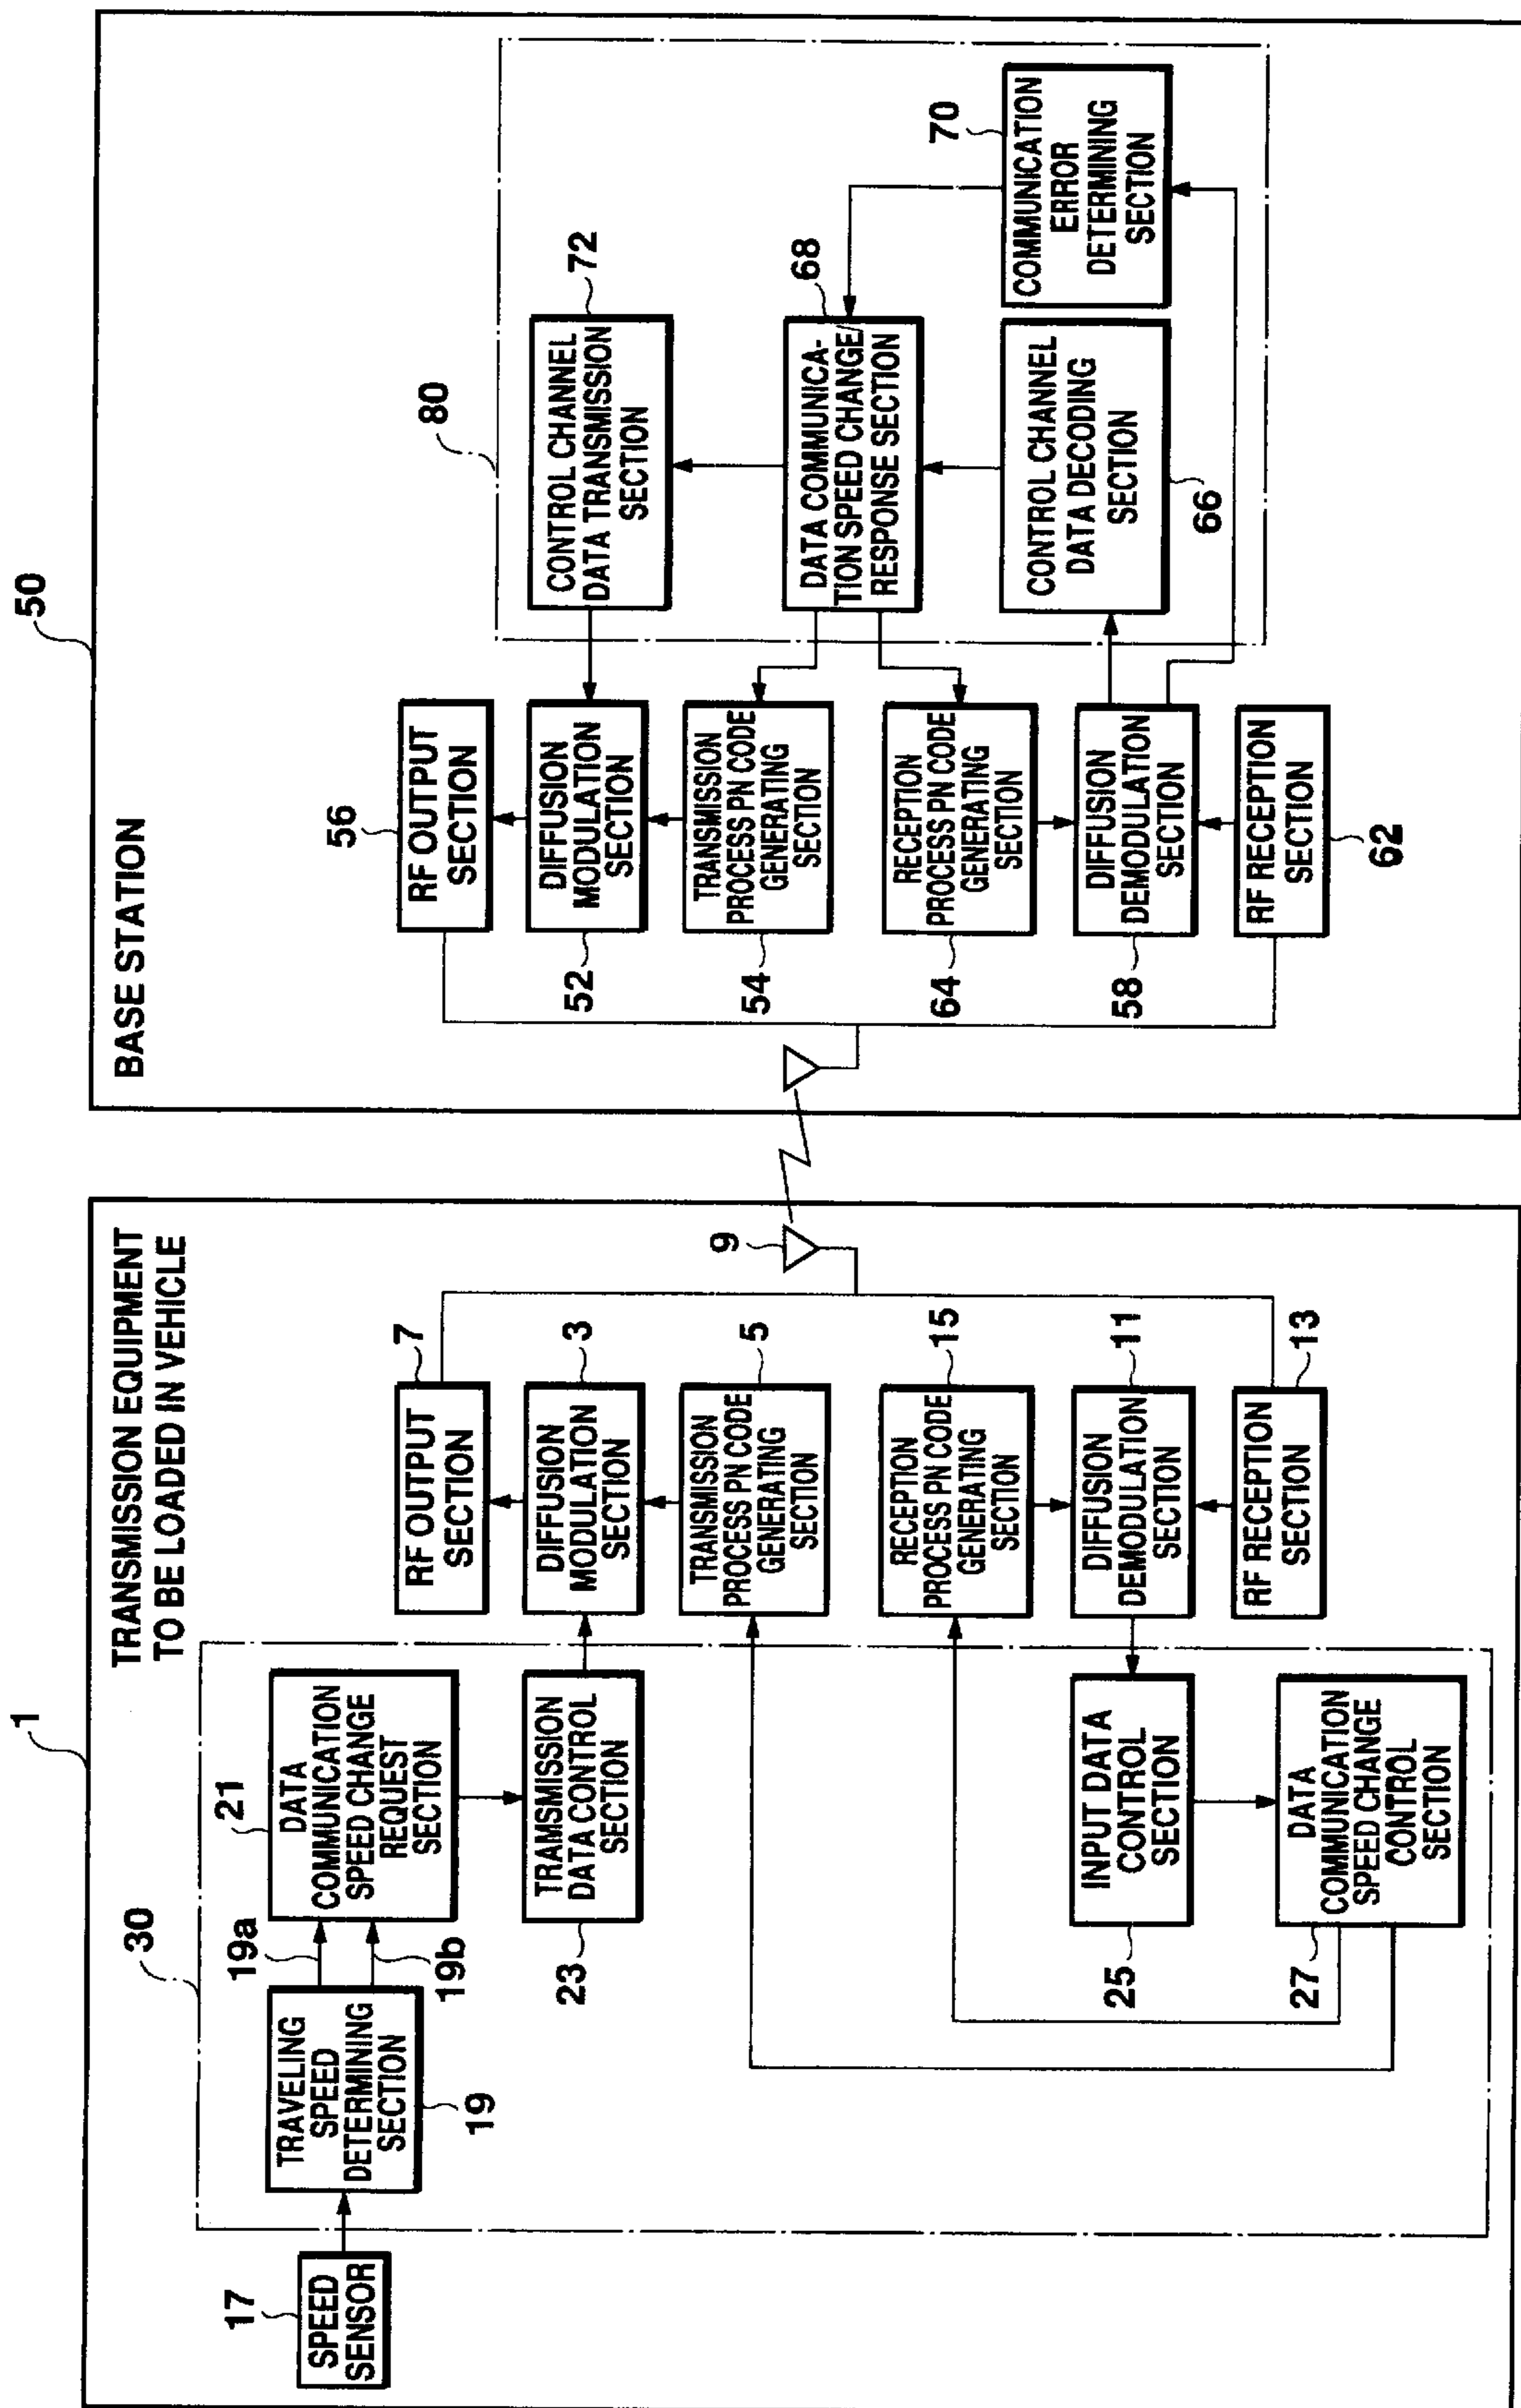 1
TRANSMISSION EQUIPMENT
TO BE LOADED IN VEHICLE
30
17
SPEED
SENSOR
TRAVELING
SPEED
DETERMINING
SECTION
19
19a
19b
21
DATA
COMMUNICATION
SPEED CHANGE
REQUEST
SECTION
TRAMSMISSION
DATA CONTROL
SECTION
23
7
RF OUTPUT
SECTION
3
DIFFUSION
MODULATION
SECTION
5
TRANSMISSION
PROCESS PN CODE
GENERATING
SECTION
15
RECEPTION
PROCESS PN CODE
GENERATING
SECTION
11
DIFFUSION
DEMODULATION
SECTION
13
RF RECEPTION
SECTION
INPUT DATA
CONTROL
SECTION
25
DATA
COMMUNICATION
SPEED CHANGE
CONTROL
SECTION
27
9
50
BASE STATION
56
RF OUTPUT
SECTION
DIFFUSION
MODULATION
SECTION
52
TRANSMISSION
PROCESS PN CODE
GENERATING
SECTION
54
RECEPTION
PROCESS PN CODE
GENERATING
SECTION
64
DIFFUSION
DEMODULATION
SECTION
58
RF RECEPTION
SECTION
62
80
CONTROL CHANNEL
DATA TRANSMISSION
SECTION
72
DATA COMMUNICA-
TION SPEED CHANGE
RESPONSE SECTION
68
CONTROL CHANNEL
DATA DECODING
SECTION
66
70
COMMUNICATION
ERROR
DETERMINING
SECTION